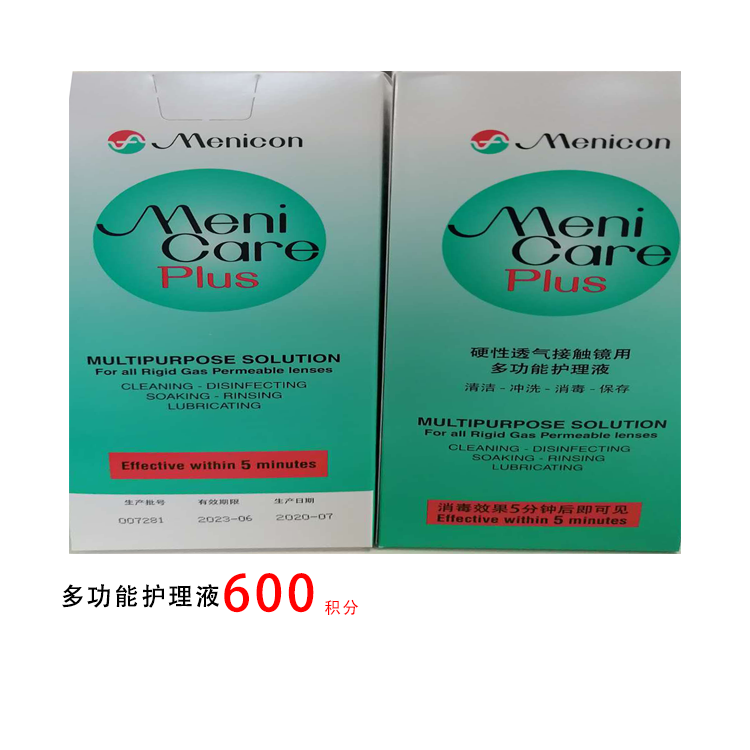 Menicon
Meni
Care
Plus
MULTIPURPOSE SOLUTION
For all Rigid Gas Permeable lenses
CLEANING - DISINFECTING
SOAKING - RINSING
LUBRICATING
Effective within 5 minutes
生产批号 有效期限 生产日期
007281 2023-06 2020-07
Menicon
Meni
Care
Plus
硬性透气接触镜用
多功能护理液
清洁-冲洗-消毒-保存
MULTIPURPOSE SOLUTION
For all Rigid Gas Permeable lenses
CLEANING - DISINFECTING
SOAKING - RINSING
LUBRICATING
消毒效果5分钟后即可见
Effective within 5 minutes
多功能护理液600 积分